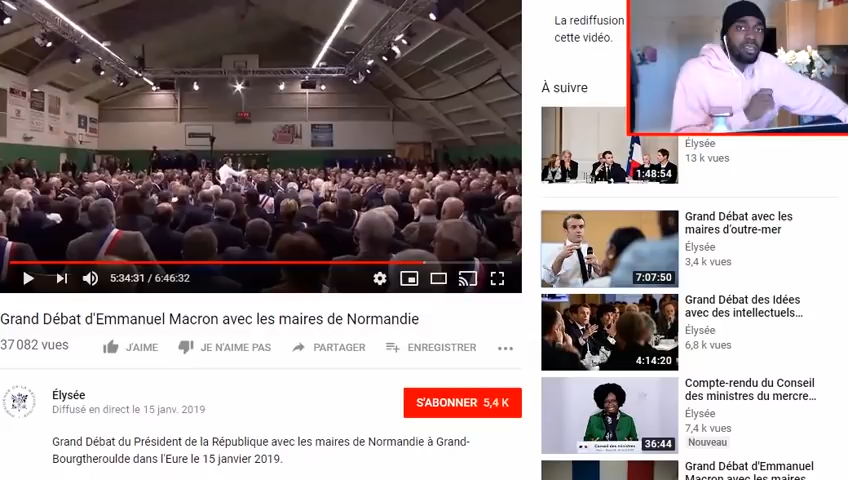 La rediffusion
cette vidéo.
À suivre
1:48:54
Élysée
13 k vues
Grand Débat avec les
maires d'outre-mer
Élysée
3,4 k vues
7:07:50
Grand Débat des Idées
avec des intellectuels...
Élysée
6,8 k vues
4:14:20
Compte-rendu du Conseil
des ministres du mercre...
Élysée
7,4 k vues
Nouveau
36:44
Grand Débat d'Emmanuel
Macron avec les maires
5:34:31 / 6:46:32
Grand Débat d'Emmanuel Macron avec les maires de Normandie
37 082 vues
J'AIME
JE N'AIME PAS
PARTAGER
ENREGISTRER
Élysée
Diffusé en direct le 15 janv. 2019
S'ABONNER 5,4 K
Grand Débat du Président de la République avec les maires de Normandie à Grand-
Bourgtheroulde dans l'Eure le 15 janvier 2019.